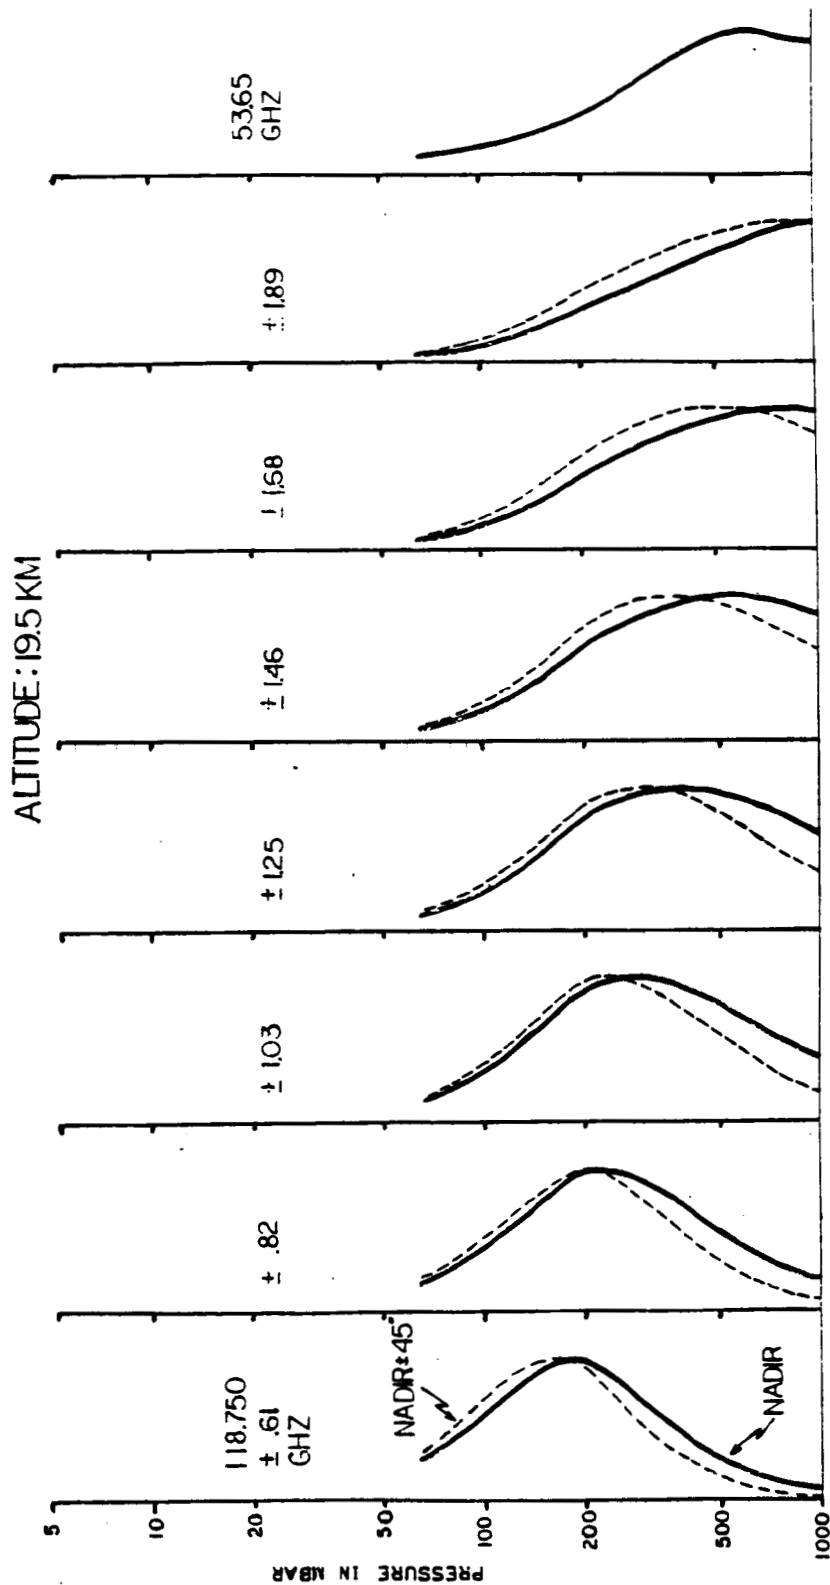 ALTITUDE: 19.5 KM
118.750
± .61
GHZ
± .82
± 1.03
± 1.25
± 1.46
± 1.68
± 1.89
53.65
GHZ
NADIR±45°
NADIR
PRESSURE IN MBAR
5
10
20
50
100
200
500
1000